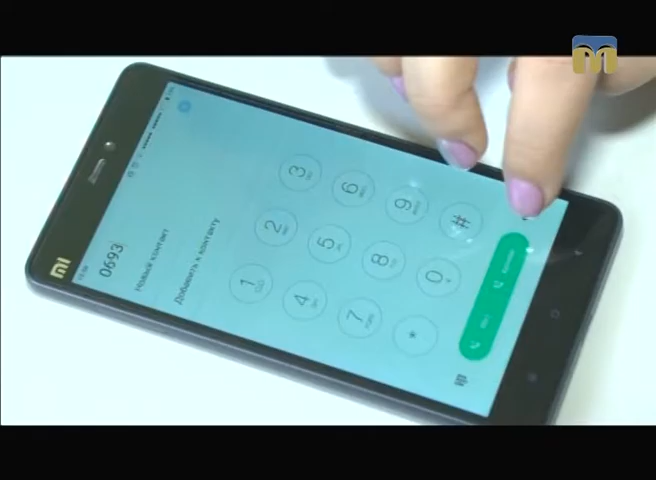 M
MI
0693
Новый контакт
Добавить к контакту
1 2 3
4 5 6
7 8 9
* 0 #